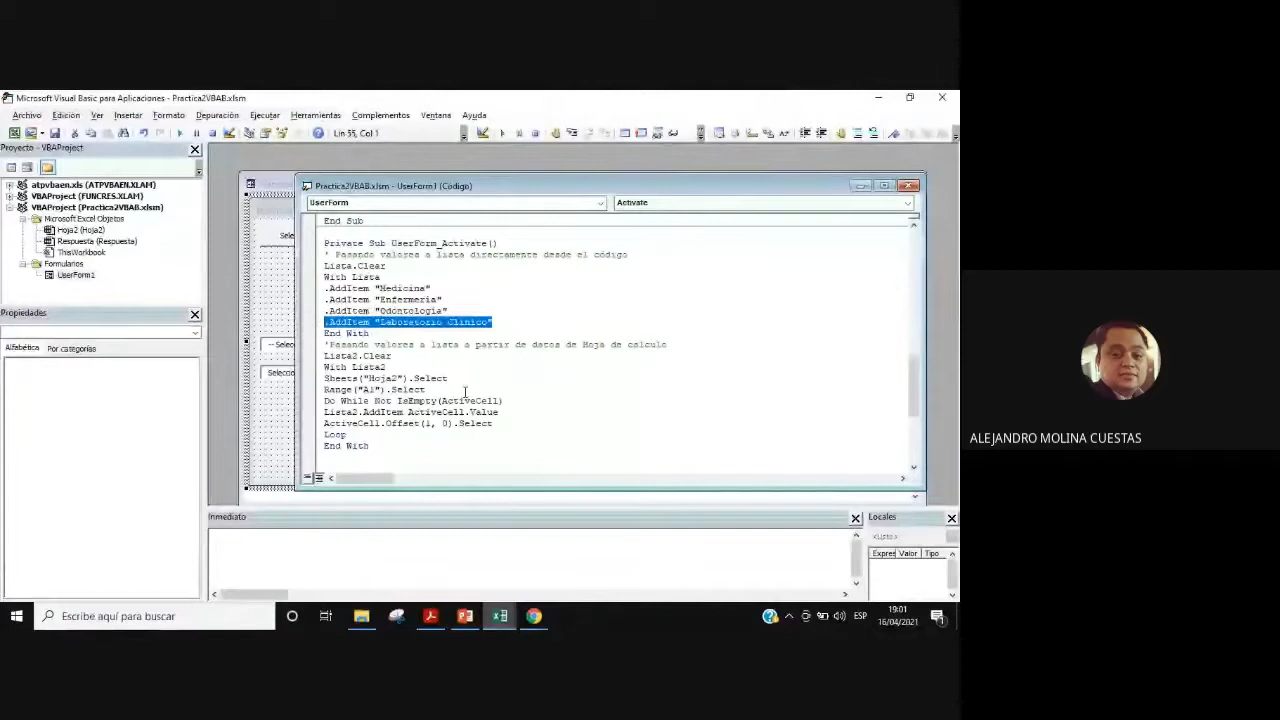 Microsoft Visual Basic para Aplicaciones - Practica2VBAB.xlsm
Archivo Edición Ver Insertar Formato Depuración Ejecutar Herramientas Complementos Ventana Ayuda
Lin 55, Col 1
Proyecto - VBAProject
atpvbaen.xls (ATPVBAEN.XLAM)
VBAProject (FUNCRES.XLAM)
VBAProject (Practica2VBAB.xlsm)
Microsoft Excel Objetos
Hoja2 (Hoja2)
Respuesta (Respuesta)
ThisWorkbook
Formularios
UserForm1
Propiedades
Alfabética Por categorías
Sele
-- Selec
Seleccio
Practica2VBAB.xlsm - UserForm1 (Código)
UserForm
Activate
End Sub
Private Sub UserForm_Activate()
' Pasando valores a lista directamente desde el código
Lista.Clear
With Lista
.AddItem "Medicina"
.AddItem "Enfermeria"
.AddItem "Odontologia"
.AddItem "Laboratorio Clinico"
End With
'Pasando valores a lista a partir de datos de Hoja de calculo
Lista2.Clear
With Lista2
Sheets("Hoja2").Select
Range("A1").Select
Do While Not IsEmpty(ActiveCell)
Lista2.AddItem ActiveCell.Value
ActiveCell.Offset(1, 0).Select
Loop
End With
Inmediato
Locales
<Listo>
Expres Valor Tipo
Escribe aquí para buscar
ESP
19:01
16/04/2021
1
ALEJANDRO MOLINA CUESTAS